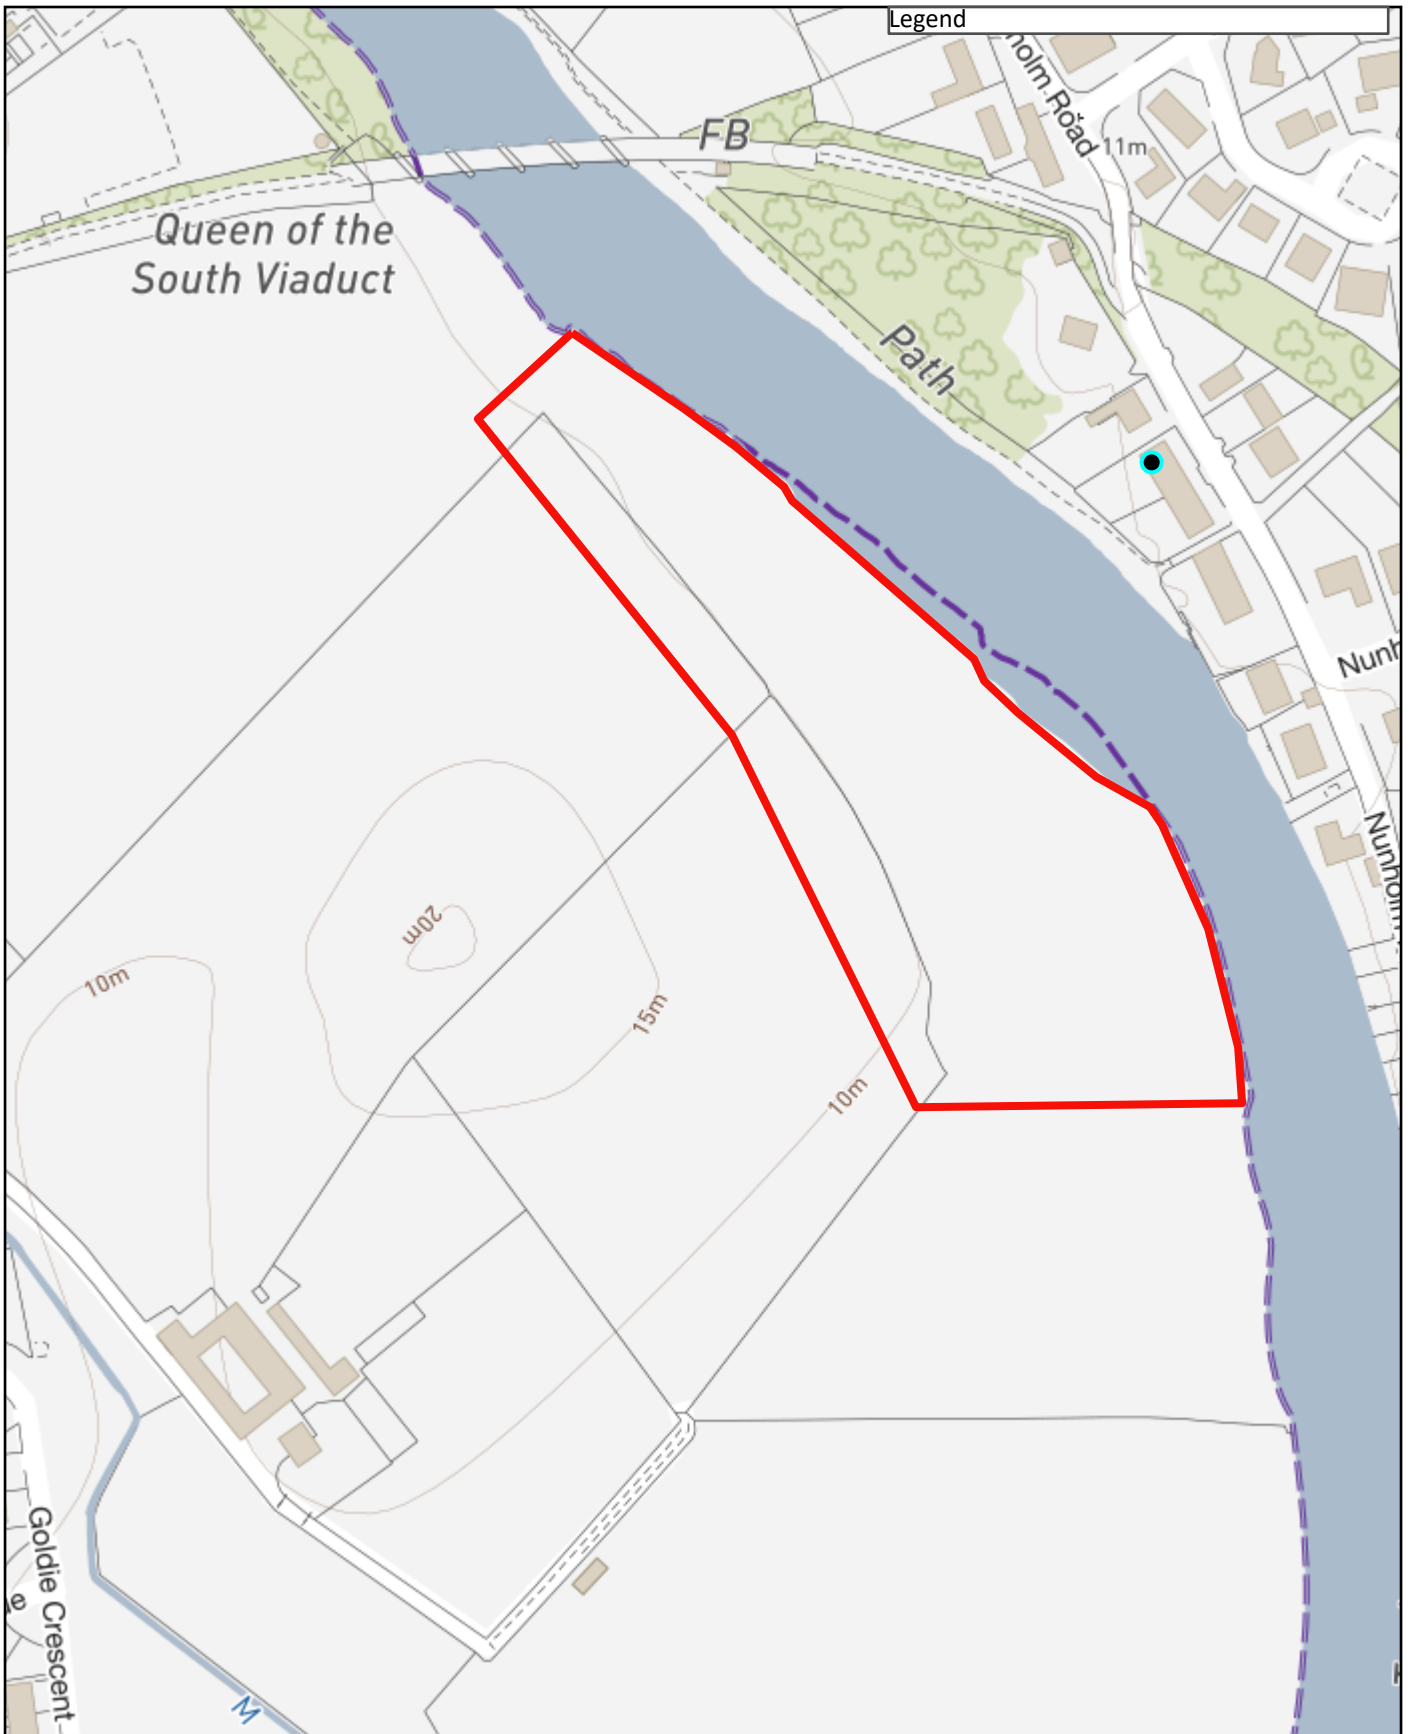 Legend
holm Road
FB
11m
Queen of the
South Viaduct
Path
Nunh
Nunholm
20m
10m
15m
10m
Goldie Crescent
le
M
K